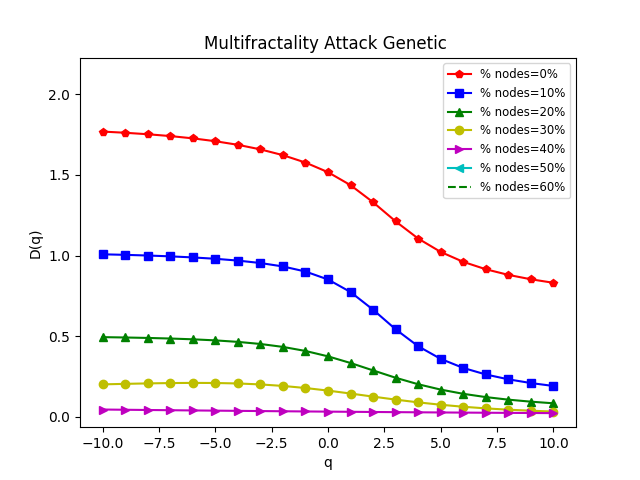 Multifractality Attack Genetic
% nodes=0%
% nodes=10%
% nodes=20%
% nodes=30%
% nodes=40%
% nodes=50%
% nodes=60%
D(q)
2.0
1.5
1.0
0.5
0.0
−10.0 −7.5 −5.0 −2.5 0.0 2.5 5.0 7.5 10.0
q